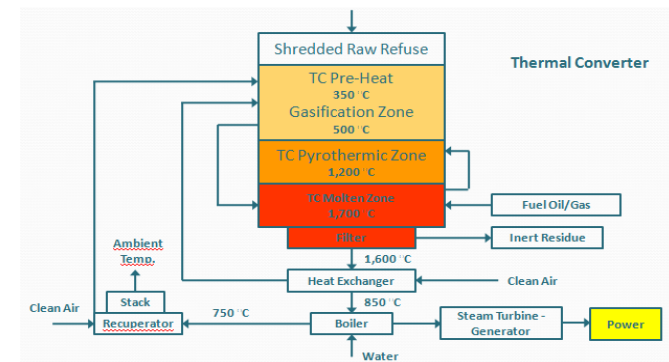 Shredded Raw Refuse
Thermal Converter
TC Pre-Heat
350 °C
Gasification Zone
500 °C
TC Pyrothermic Zone
1,200 °C
TC Molten Zone
1,700 °C
Fuel Oil/Gas
Filter
Inert Residue
Ambient
Temp.
1,600 °C
Heat Exchanger
Clean Air
Stack
850 °C
Clean Air
Recuperator
750 °C
Boiler
Steam Turbine -
Generator
Power
Water